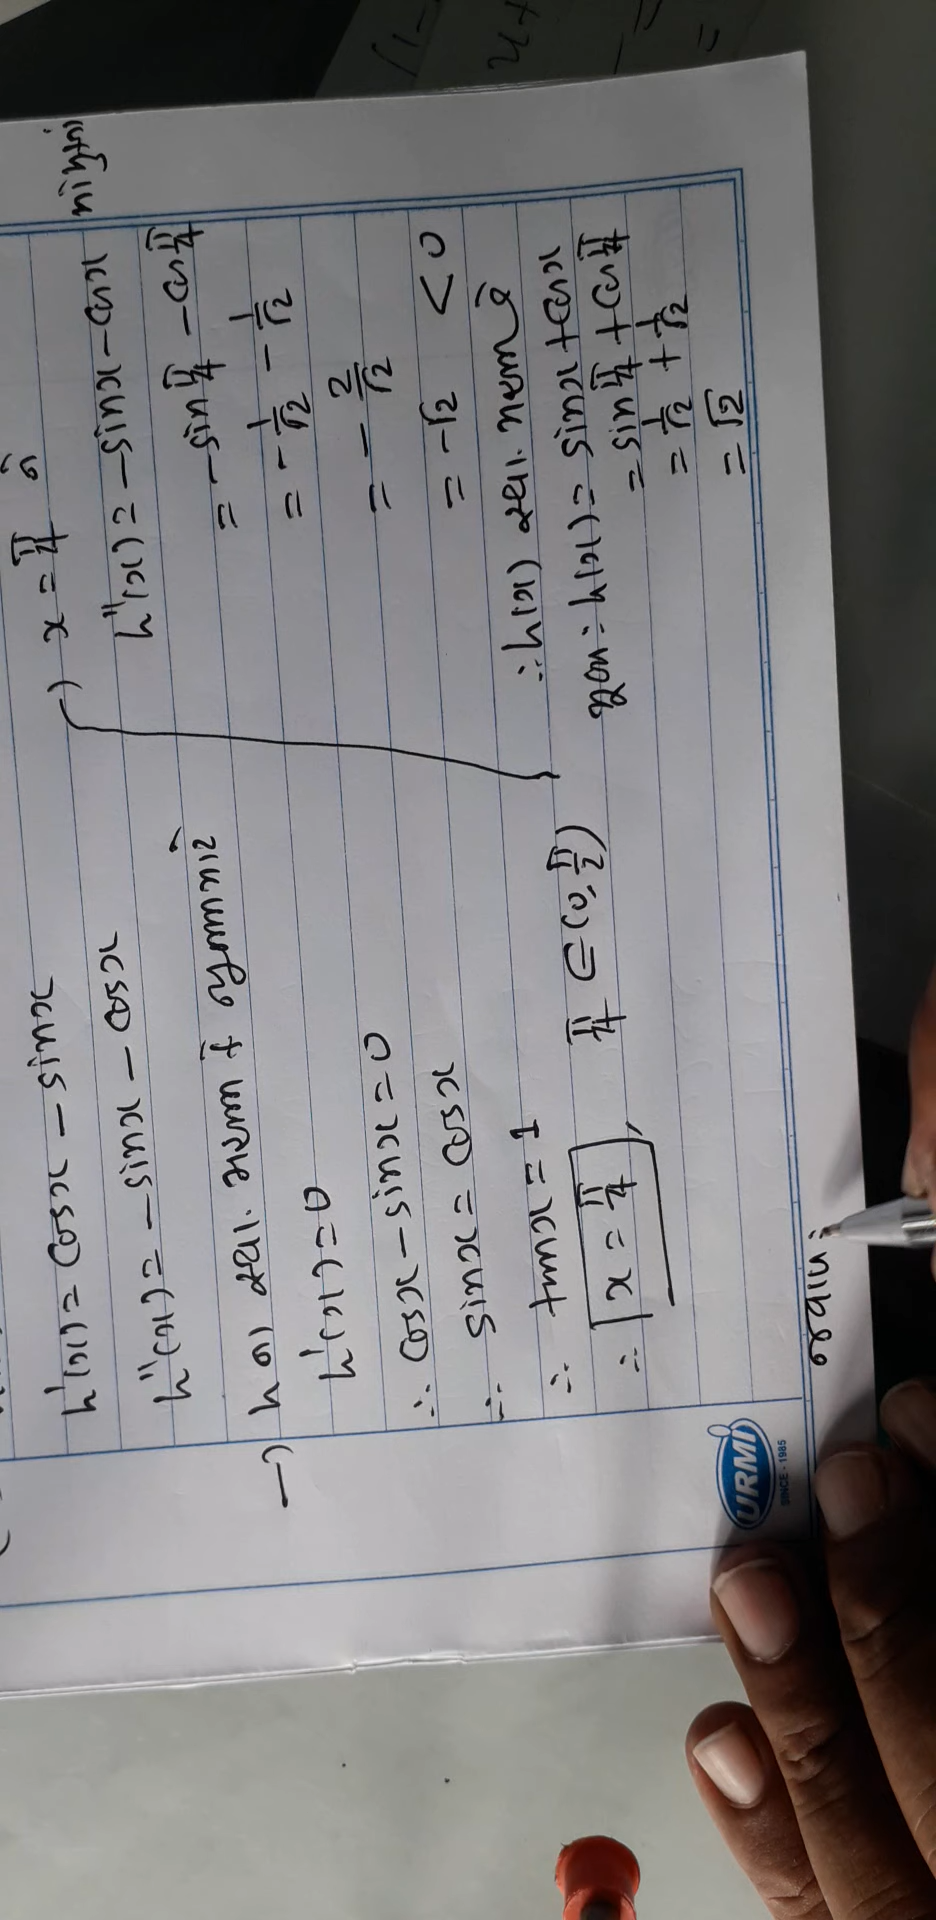 h'(x) = cosx - sinx
h''(x) = -sinx - cosx
→ h ના સ્થા. મહત્તમ
h'(x) = 0
∴ cosx - sinx = 0
∴ sinx = cosx
∴ tanx = 1
∴ x = π/4, π/4 ∈ (0, π/2)
x = π/4
h''(x) = -sinx - cosx
= -sin π/4 - cos π/4
= - 1/√2 - 1/√2
= - 2/√2
= -√2 < 0
∴ h(x) સ્થા. મહત્તમ છે
મૂલ્ય : h(x) = sinx + cosx
= sin π/4 + cos π/4
= 1/√2 + 1/√2
= √2
URMI
SINCE - 1985